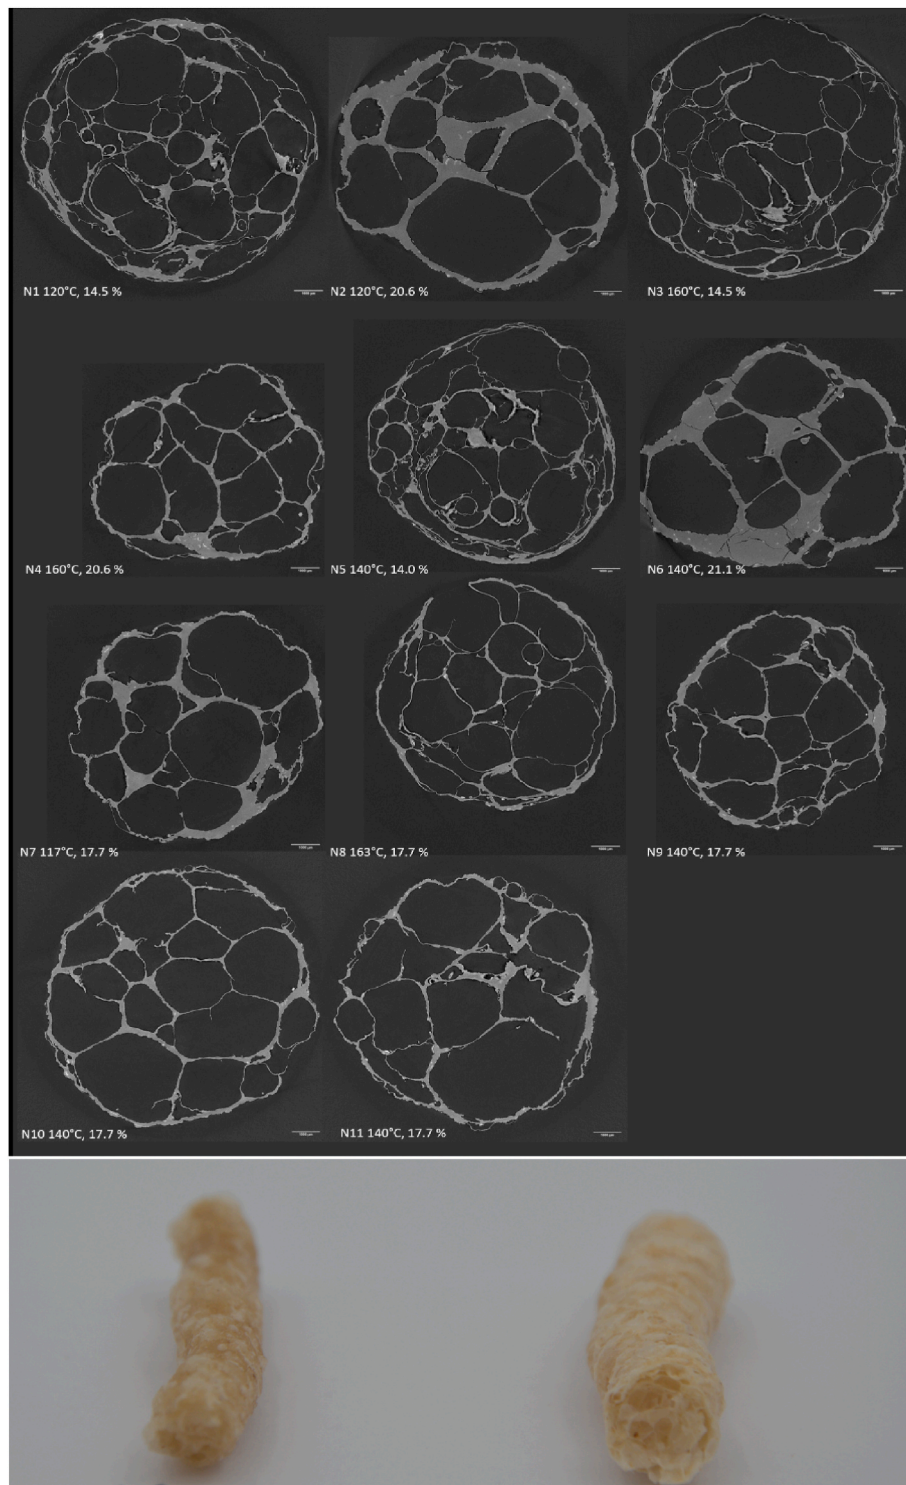 N1 120°C, 14.5 %
N2 120°C, 20.6 %
N3 160°C, 14.5 %
N4 160°C, 20.6 %
N5 140°C, 14.0 %
N6 140°C, 21.1 %
N7 117°C, 17.7 %
N8 163°C, 17.7 %
N9 140°C, 17.7 %
N10 140°C, 17.7 %
N11 140°C, 17.7 %